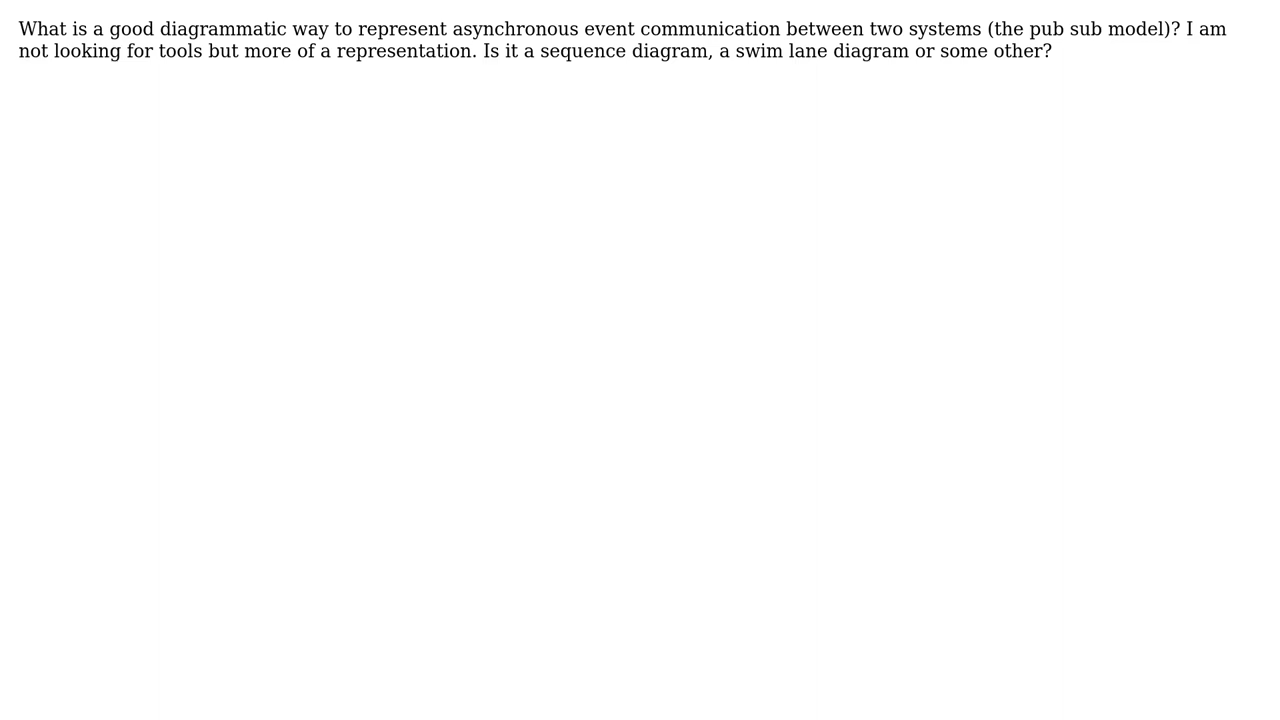 What is a good diagrammatic way to represent asynchronous event communication between two systems (the pub sub model)? I am
not looking for tools but more of a representation. Is it a sequence diagram, a swim lane diagram or some other?